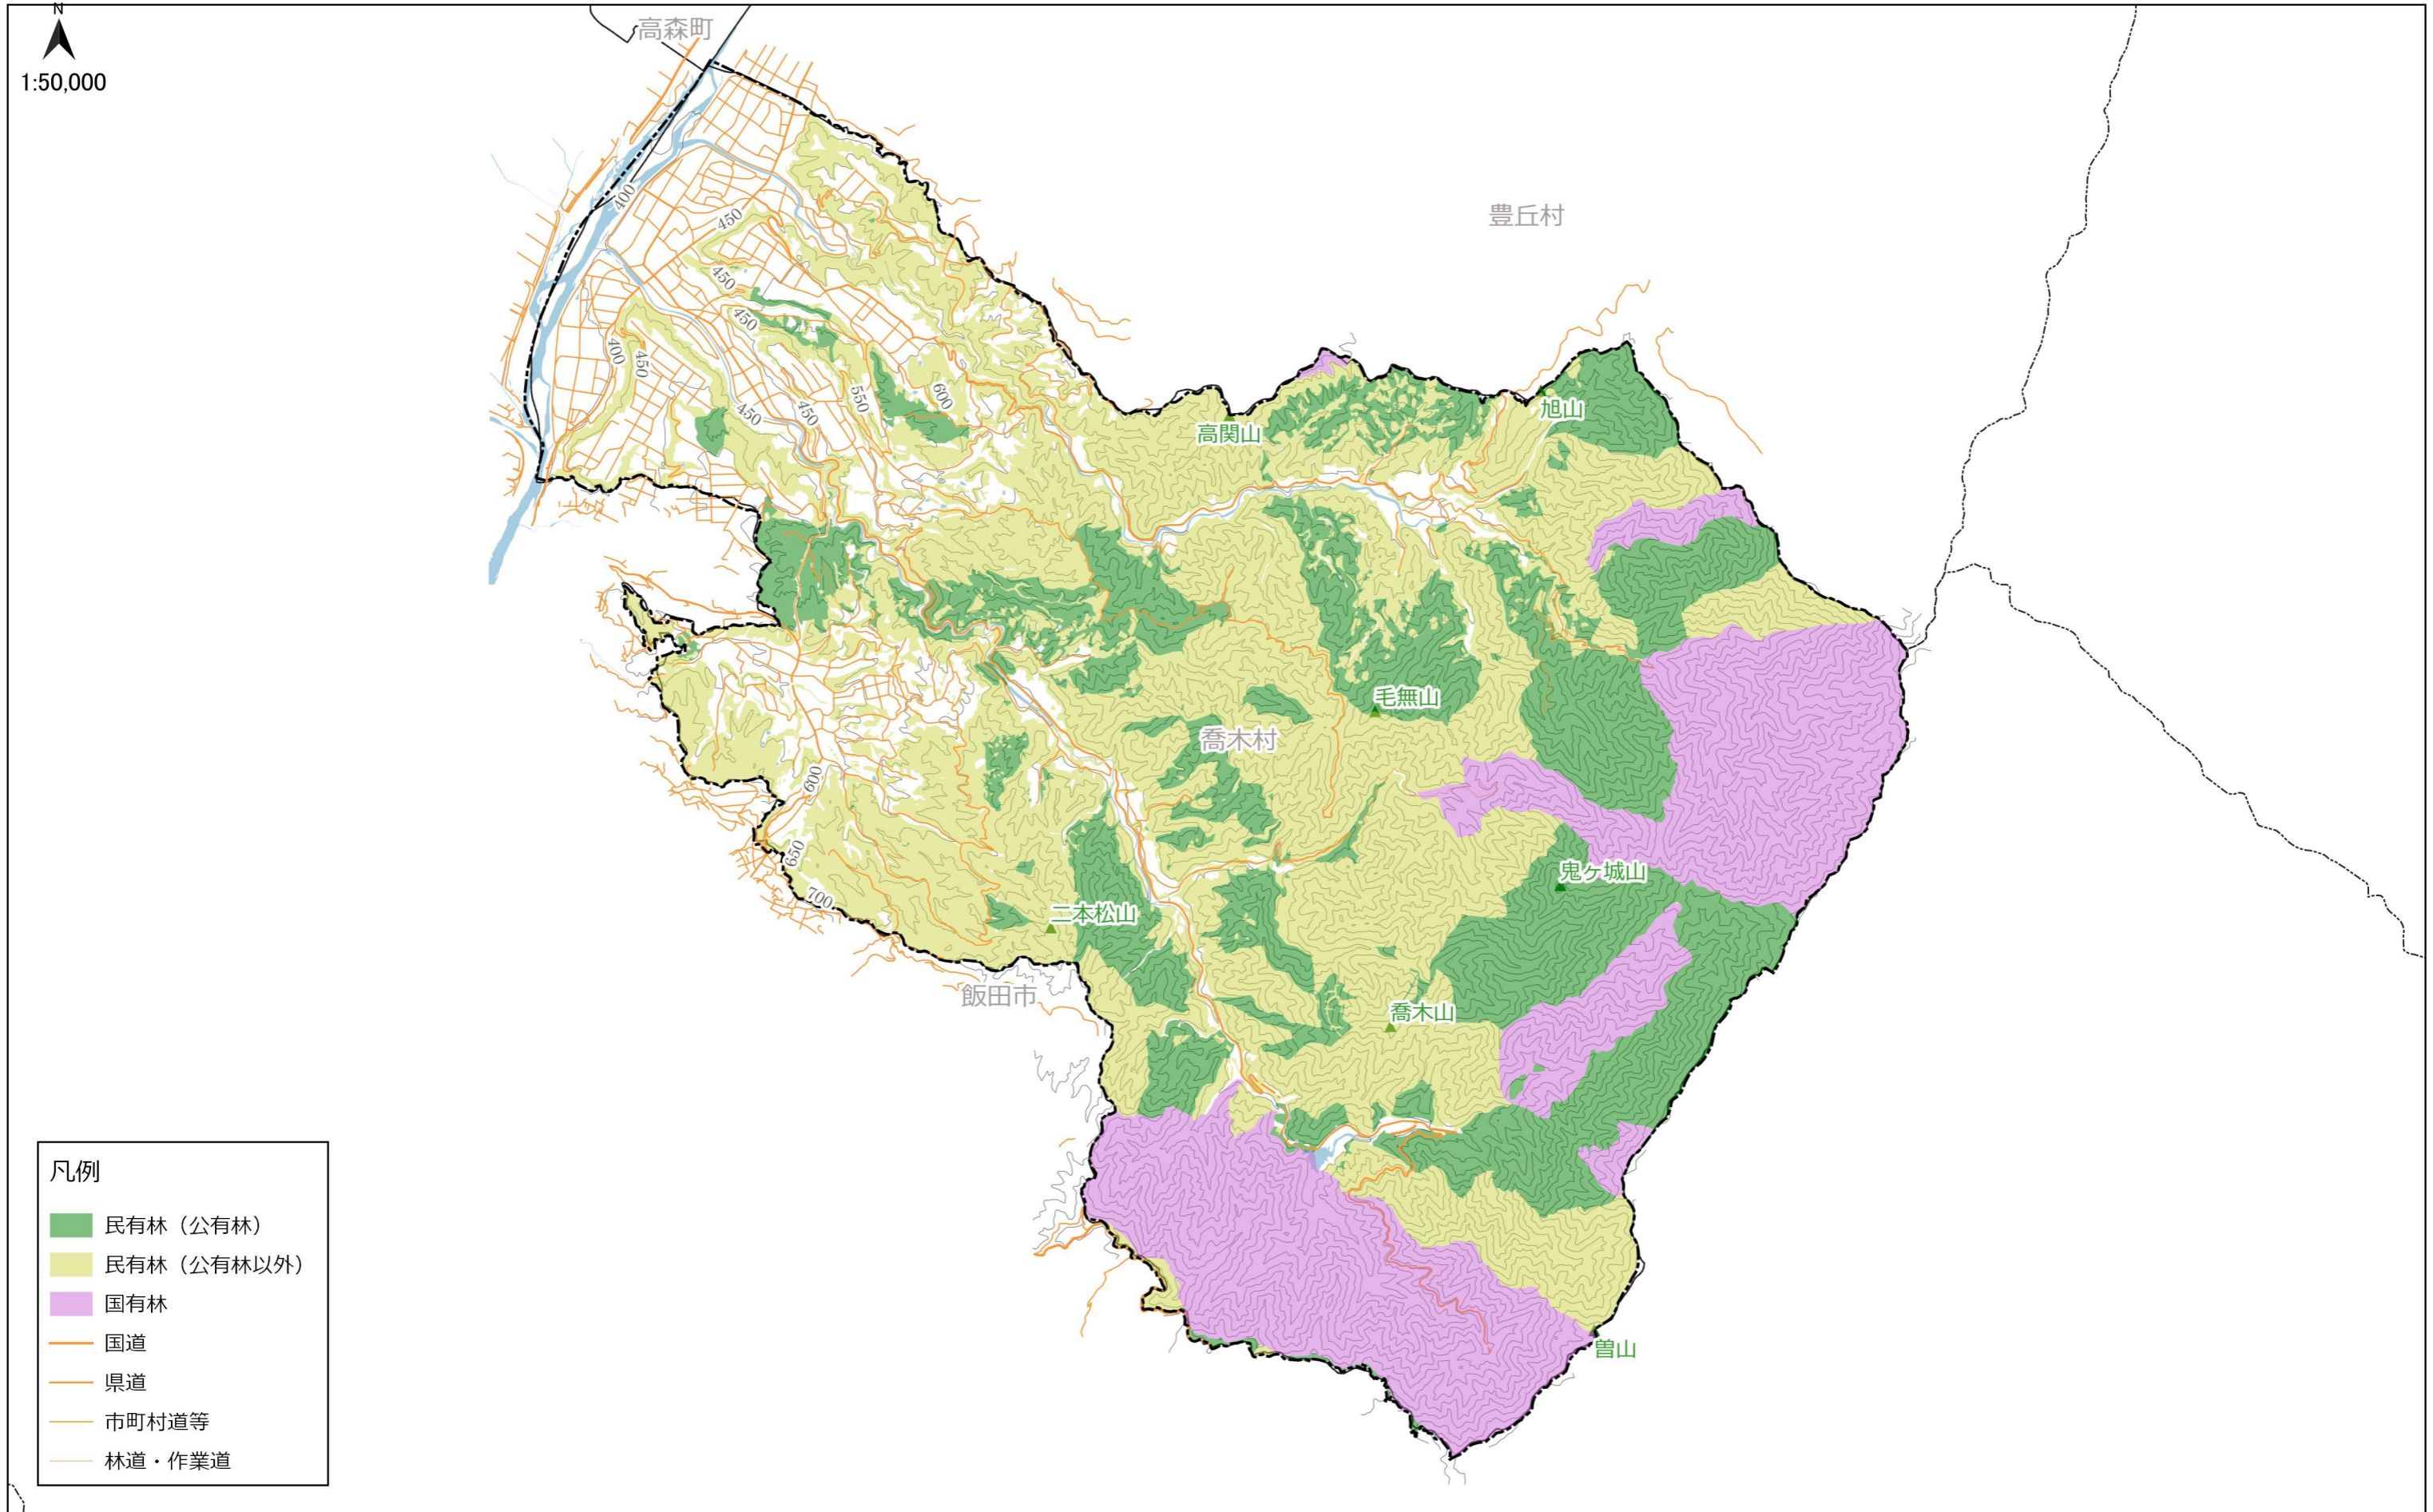 N
1:50,000
高森町
豊丘村
400
450
450
450
400
450
450
450
550
600
高関山
旭山
毛無山
喬木村
600
650
700
鬼ヶ城山
二本松山
飯田市
喬木山
曽山
凡例
民有林（公有林）
民有林（公有林以外）
国有林
国道
県道
市町村道等
林道・作業道